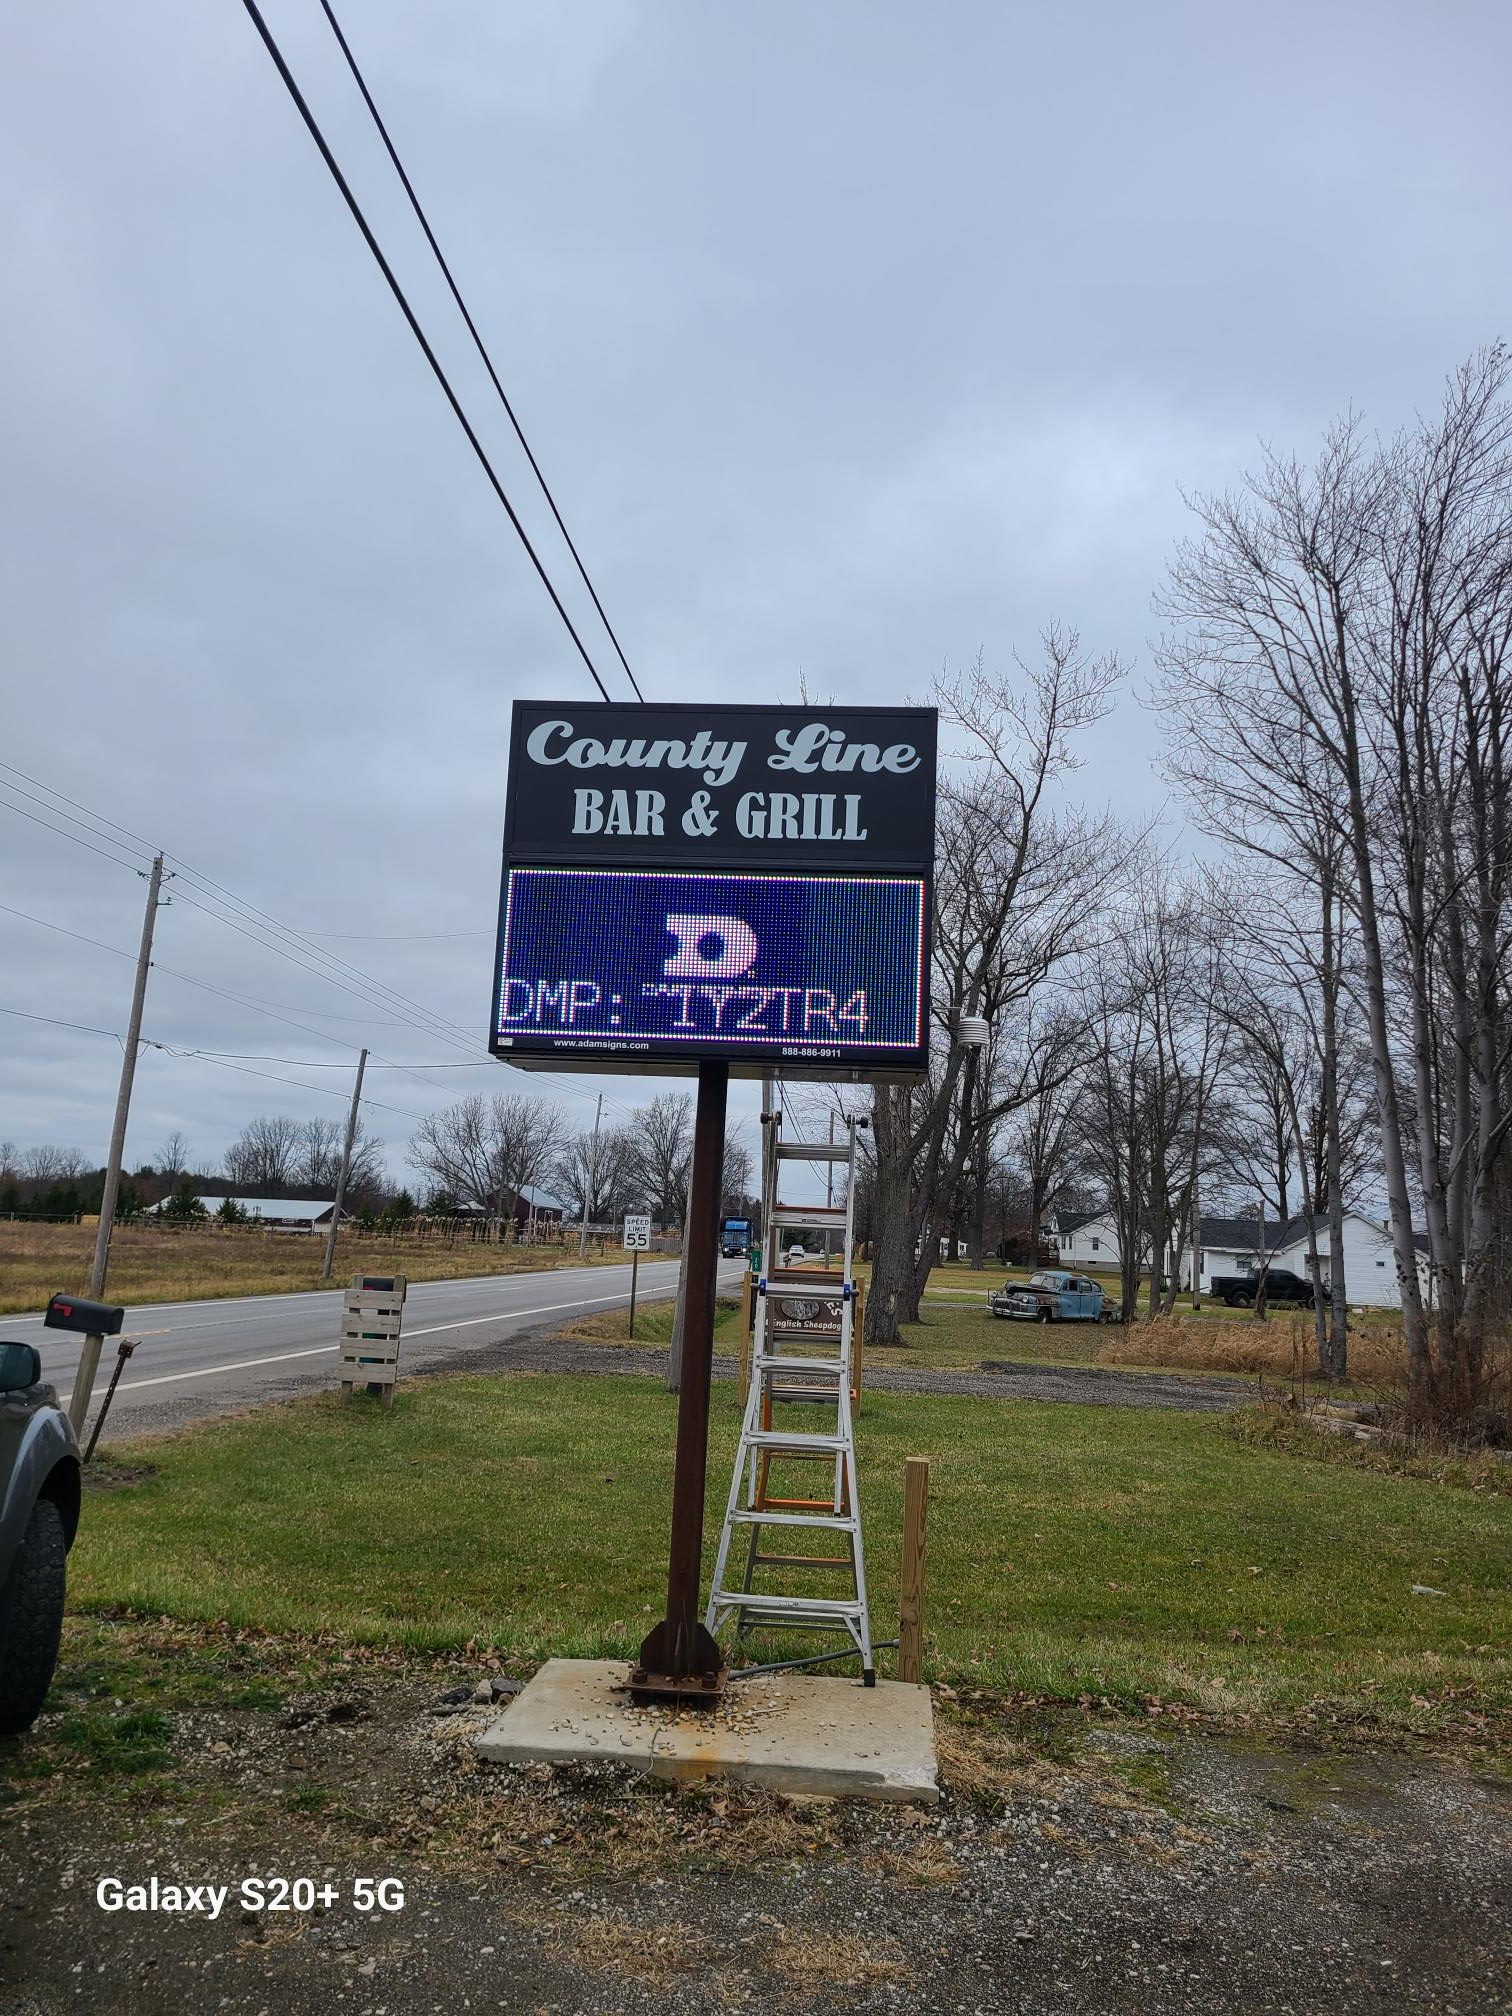 County Line
BAR & GRILL
D
DMP: 1YZTR4
www.adamsigns.com
888-886-9911
SPEED
LIMIT
55
English Sheepdog
Galaxy S20+ 5G